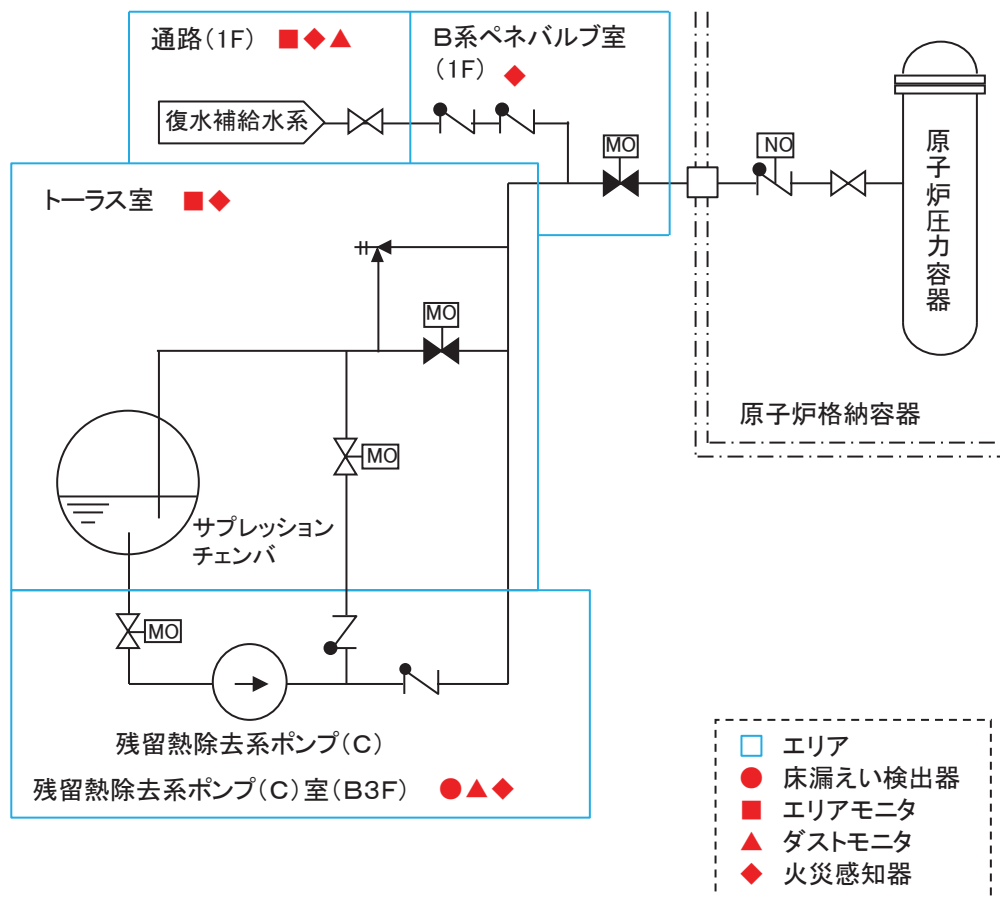 通路(1F)
B系ペネバルブ室
(1F)
復水補給水系
MO
NO
トーラス室
原子炉圧力容器
MO
原子炉格納容器
MO
サプレッション
チェンバ
MO
残留熱除去系ポンプ(C)
残留熱除去系ポンプ(C)室(B3F)
エリア
床漏えい検出器
エリアモニタ
ダストモニタ
火災感知器